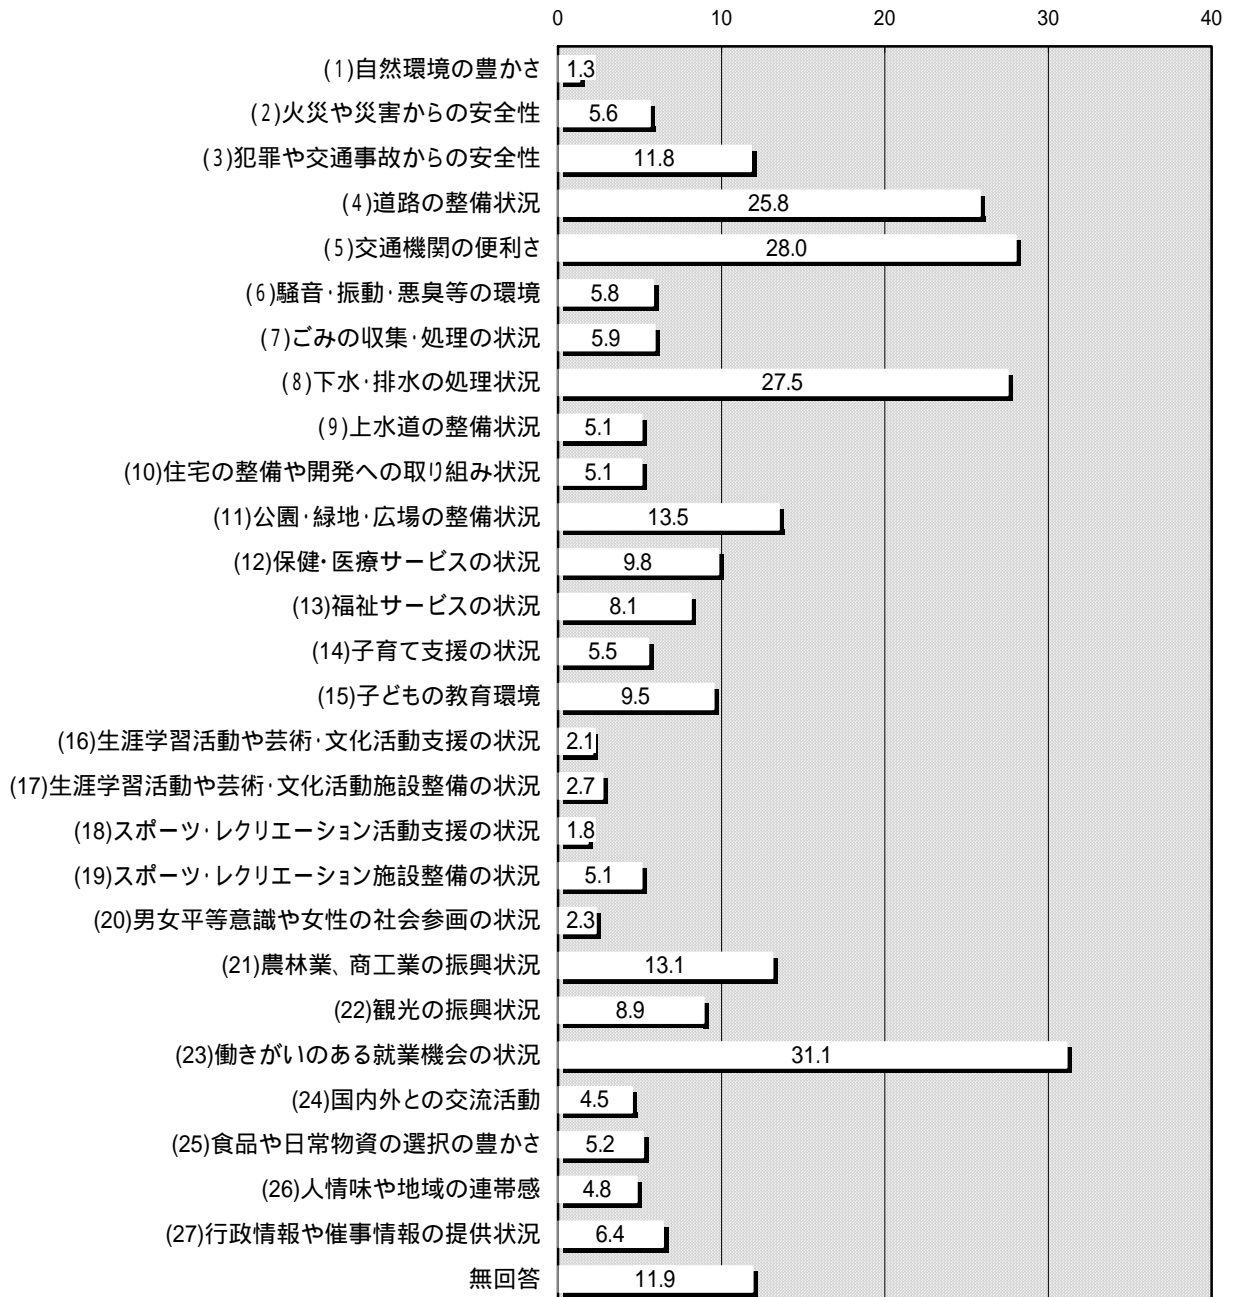 0 10 20 30 40
(1)自然環境の豊かさ 1.3
(2)火災や災害からの安全性 5.6
(3)犯罪や交通事故からの安全性 11.8
(4)道路の整備状況 25.8
(5)交通機関の便利さ 28.0
(6)騒音･振動･悪臭等の環境 5.8
(7)ごみの収集･処理の状況 5.9
(8)下水･排水の処理状況 27.5
(9)上水道の整備状況 5.1
(10)住宅の整備や開発への取り組み状況 5.1
(11)公園･緑地･広場の整備状況 13.5
(12)保健･医療サービスの状況 9.8
(13)福祉サービスの状況 8.1
(14)子育て支援の状況 5.5
(15)子どもの教育環境 9.5
(16)生涯学習活動や芸術･文化活動支援の状況 2.1
(17)生涯学習活動や芸術･文化活動施設整備の状況 2.7
(18)スポーツ･レクリエーション活動支援の状況 1.8
(19)スポーツ･レクリエーション施設整備の状況 5.1
(20)男女平等意識や女性の社会参画の状況 2.3
(21)農林業、商工業の振興状況 13.1
(22)観光の振興状況 8.9
(23)働きがいのある就業機会の状況 31.1
(24)国内外との交流活動 4.5
(25)食品や日常物資の選択の豊かさ 5.2
(26)人情味や地域の連帯感 4.8
(27)行政情報や催事情報の提供状況 6.4
無回答 11.9